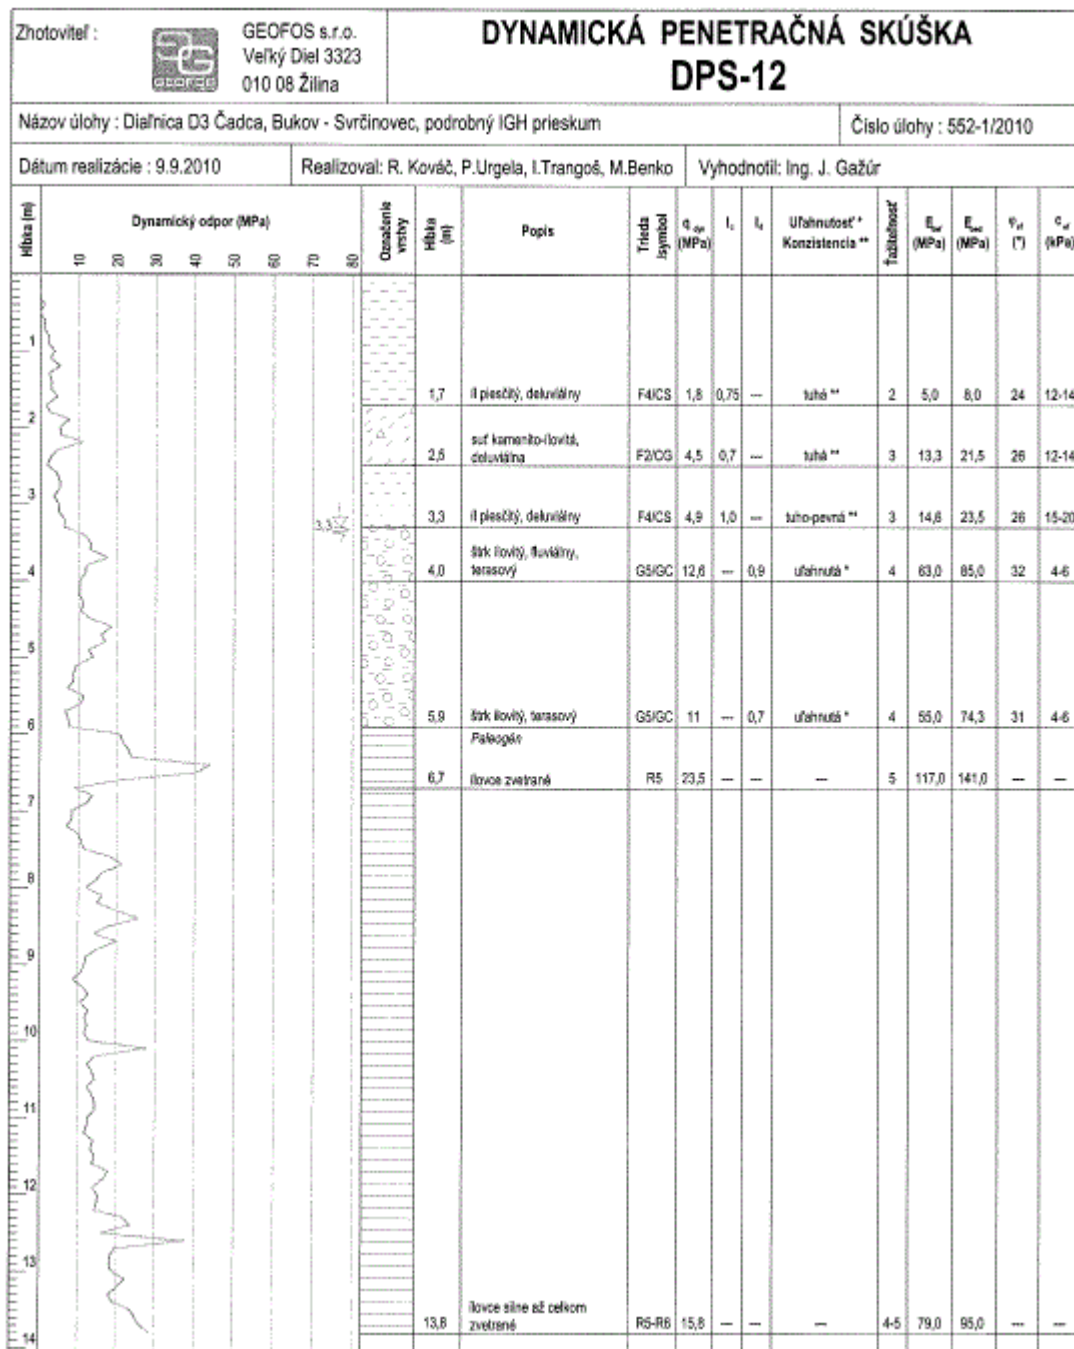 Zhotoviteľ :
GEOFOS
GEOFOS s.r.o.
Veľký Diel 3323
010 08 Žilina
DYNAMICKÁ PENETRAČNÁ SKÚŠKA
DPS-12
Názov úlohy : Diaľnica D3 Čadca, Bukov - Svrčinovec, podrobný IGH prieskum
Číslo úlohy : 552-1/2010
Dátum realizácie : 9.9.2010
Realizoval: R. Kováč, P.Urgela, I.Trangoš, M.Benko
Vyhodnotil: Ing. J. Gažúr
Hĺbka (m)
Dynamický odpor (MPa)
10 20 30 40 50 60 70 80
Označenie vrstvy
Hĺbka (m)
Popis
Trieda /symbol
q dyn (MPa)
Ic
Id
Uľahnutosť *
Konzistencia **
Ťažiteľnosť
Edef (MPa)
Eoed (MPa)
φef (°)
cef (kPa)
1
1,7 íl piesčitý, deluviálny F4/CS 1,8 0,75 --- tuhá ** 2 5,0 8,0 24 12-14
2
suť kamenito-ílovitá,
2,5 deluviálna F2/CG 4,5 0,7 --- tuhá ** 3 13,3 21,5 26 12-14
3
3,3
3,3 íl piesčitý, deluviálny F4/CS 4,9 1,0 --- tuho-pevná ** 3 14,6 23,5 26 15-20
štrk ílovitý, fluviálny,
4
4,0 terasový G5/GC 12,6 --- 0,9 uľahnutá * 4 63,0 85,0 32 4-6
5
5,9 štrk ílovitý, terasový G5/GC 11 --- 0,7 uľahnutá * 4 55,0 74,3 31 4-6
6
Paleogén
6,7 ílovce zvetrané R5 23,5 --- --- --- 5 117,0 141,0 --- ---
7
8
9
10
11
12
13
ílovce silne až celkom
13,8 zvetrané R5-R6 15,8 --- --- --- 4-5 79,0 95,0 --- ---
14